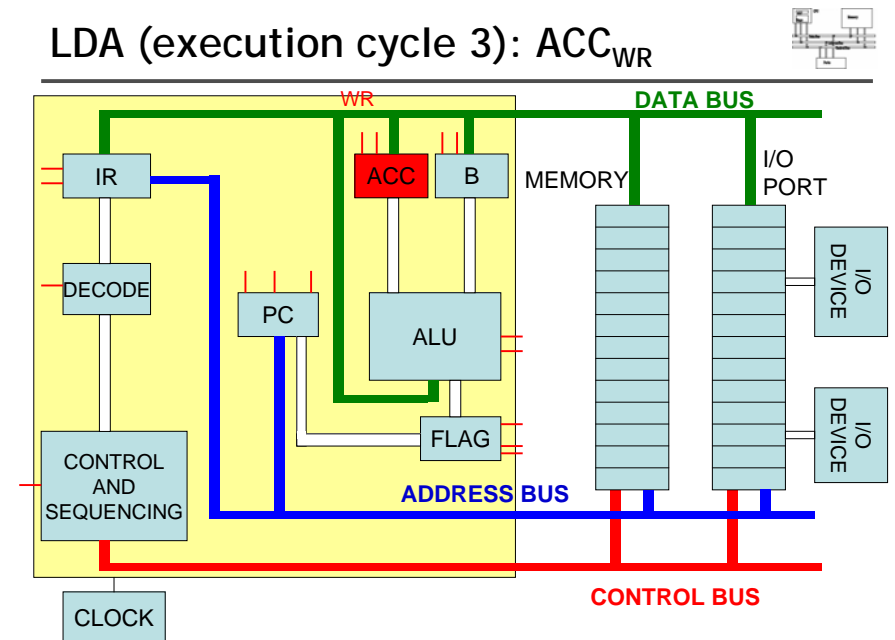 LDA (execution cycle 3): ACCWR
WR
DATA BUS
IR
ACC
B
MEMORY
I/O
PORT
DECODE
PC
ALU
I/O
DEVICE
FLAG
I/O
DEVICE
CONTROL
AND
SEQUENCING
ADDRESS BUS
CONTROL BUS
CLOCK